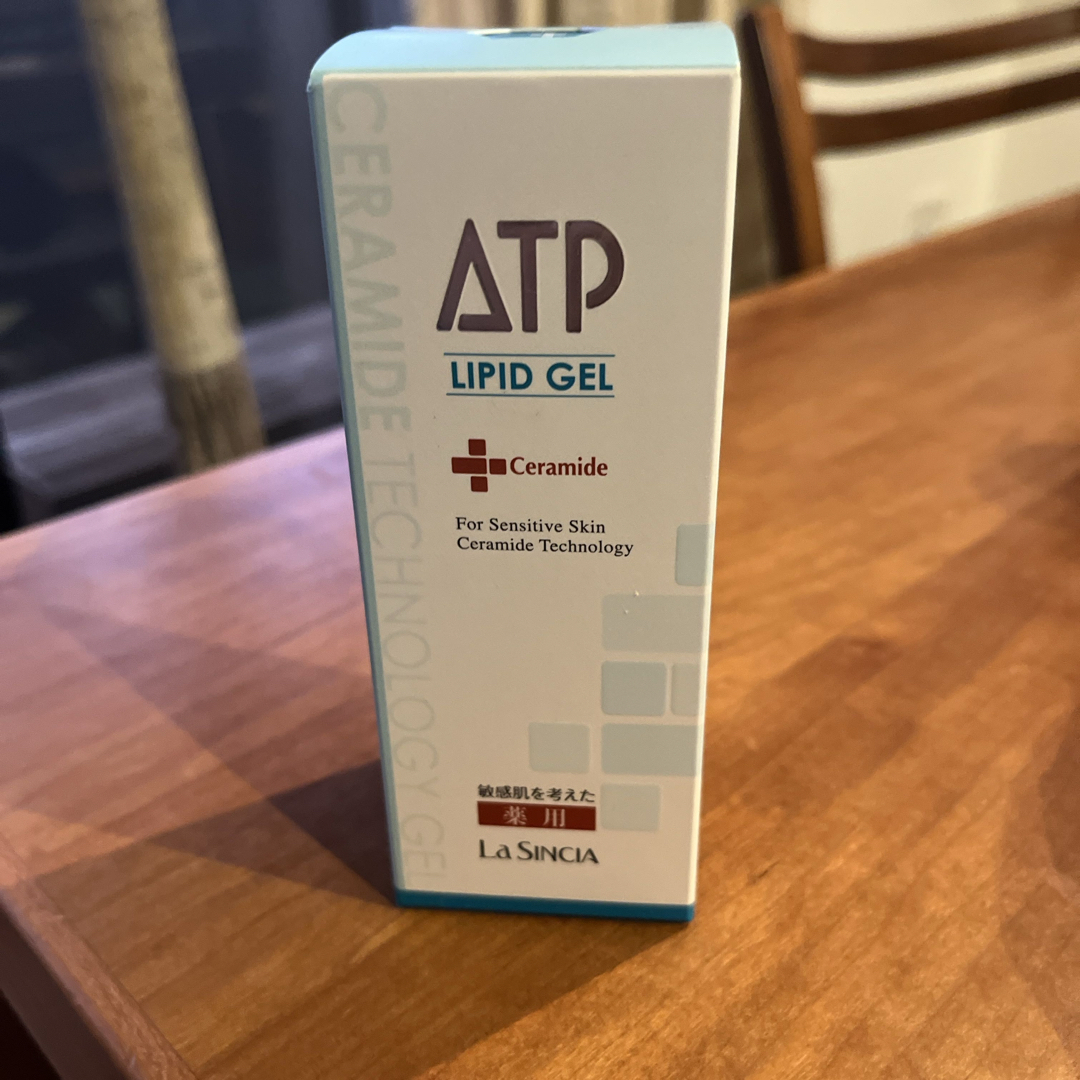 ATP
LIPID GEL
Ceramide
For Sensitive Skin
Ceramide Technology
敏感肌を考えた
薬用
La SINCIA
CERAMIDE TECHNOLOGY GEL